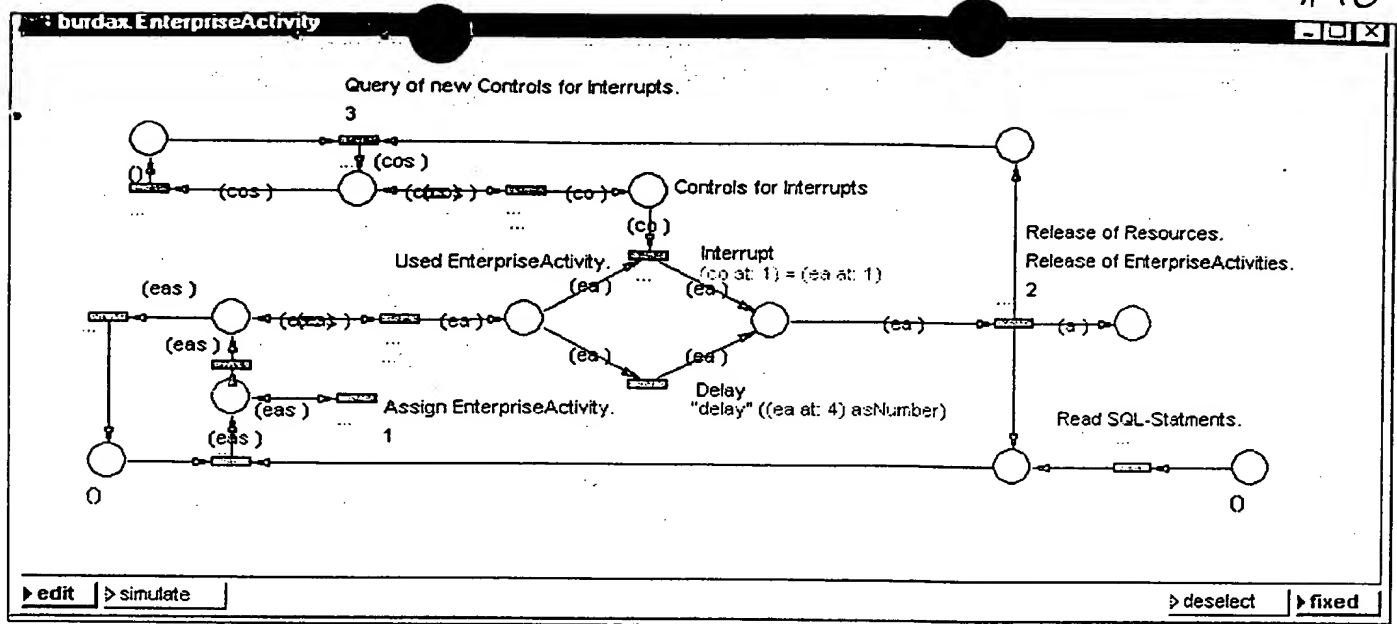 burdax.EnterpriseActivity
Query of new Controls for Interrupts.
3
...
(cos )
()
(cos )
(co )
Controls for Interrupts
...
...
...
(co )
Release of Resources.
Used EnterpriseActivity.
Interrupt
(co at: 1) = (ea at: 1)
Release of EnterpriseActivities.
(ea )
...
(ea )
2
(eas )
...
...
(ea )
(ea )
(a )
...
...
...
(eas )
(ea )
(ea )
Delay
"delay" ((ea at: 4) asNumber)
(eas )
Assign EnterpriseActivity.
...
1
Read SQL-Statments.
...
(eas )
()
()
edit
simulate
deselect
fixed